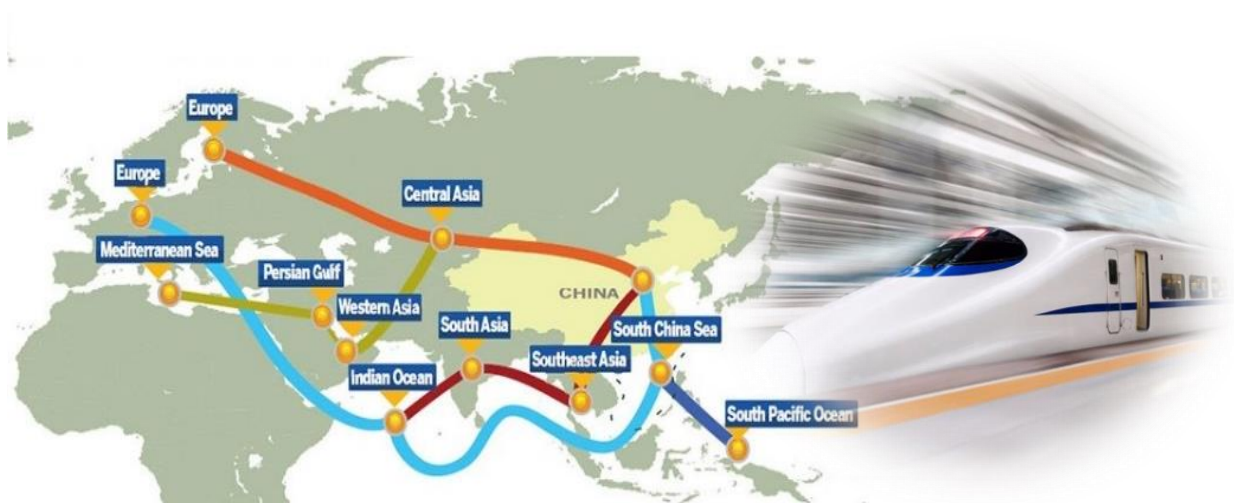 Europe
Europe
Central Asia
Mediterranean Sea
Persian Gulf
Western Asia
CHINA
South Asia
South China Sea
Southeast Asia
Indian Ocean
South Pacific Ocean